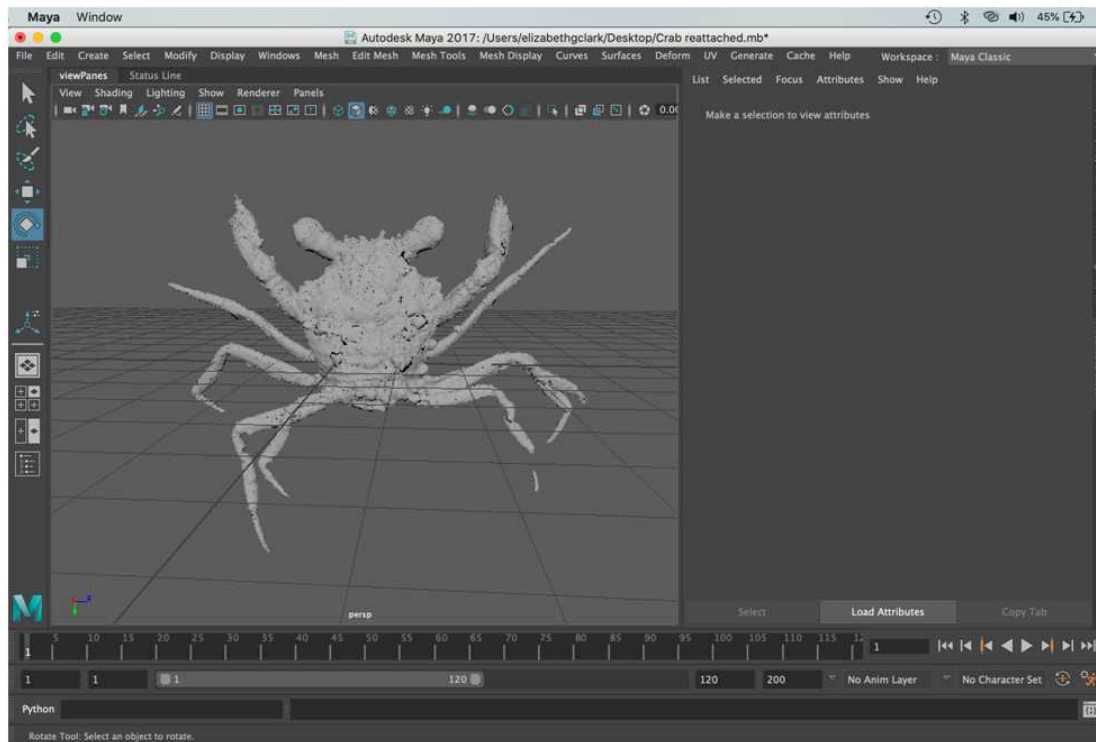 Maya Window 45%
Autodesk Maya 2017: /Users/elizabethgclark/Desktop/Crab reattached.mb*
File Edit Create Select Modify Display Windows Mesh Edit Mesh Mesh Tools Mesh Display Curves Surfaces Deform UV Generate Cache Help Workspace : Maya Classic
viewPanes Status Line
List Selected Focus Attributes Show Help
View Shading Lighting Show Renderer Panels
0.00
Make a selection to view attributes
persp
Select Load Attributes Copy Tab
5 10 15 20 25 30 35 40 45 50 55 60 65 70 75 80 85 90 95 100 105 110 115 12
1 1
1 1 1 120 120 200 No Anim Layer No Character Set
Python
Rotate Tool: Select an object to rotate.